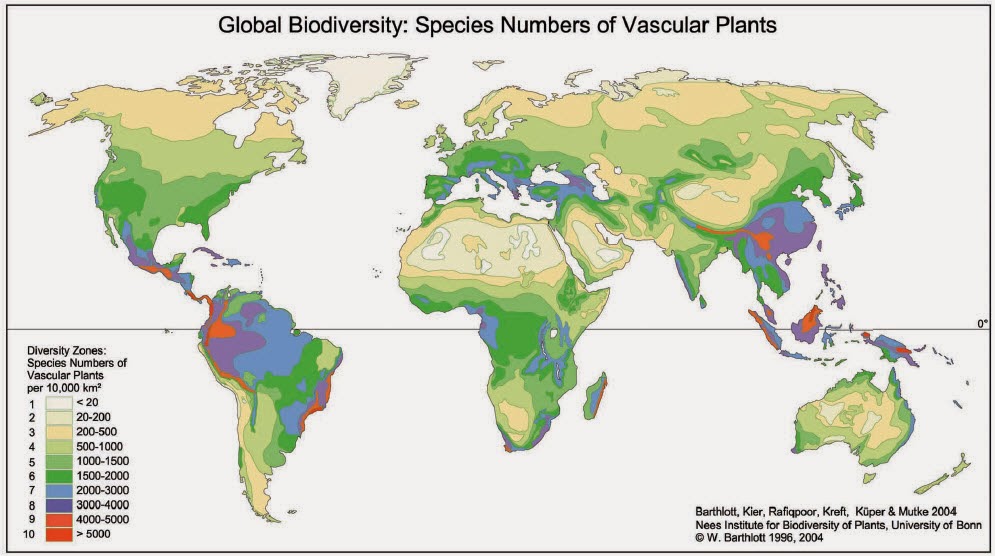 Global Biodiversity: Species Numbers of Vascular Plants
0°
Diversity Zones:
Species Numbers of
Vascular Plants
per 10,000 km²
1 < 20
2 20-200
3 200-500
4 500-1000
5 1000-1500
6 1500-2000
7 2000-3000
8 3000-4000
9 4000-5000
10 > 5000
Barthlott, Kier, Rafiqpoor, Kreft, Küper & Mutke 2004
Nees Institute for Biodiversity of Plants, University of Bonn
© W. Barthlott 1996, 2004